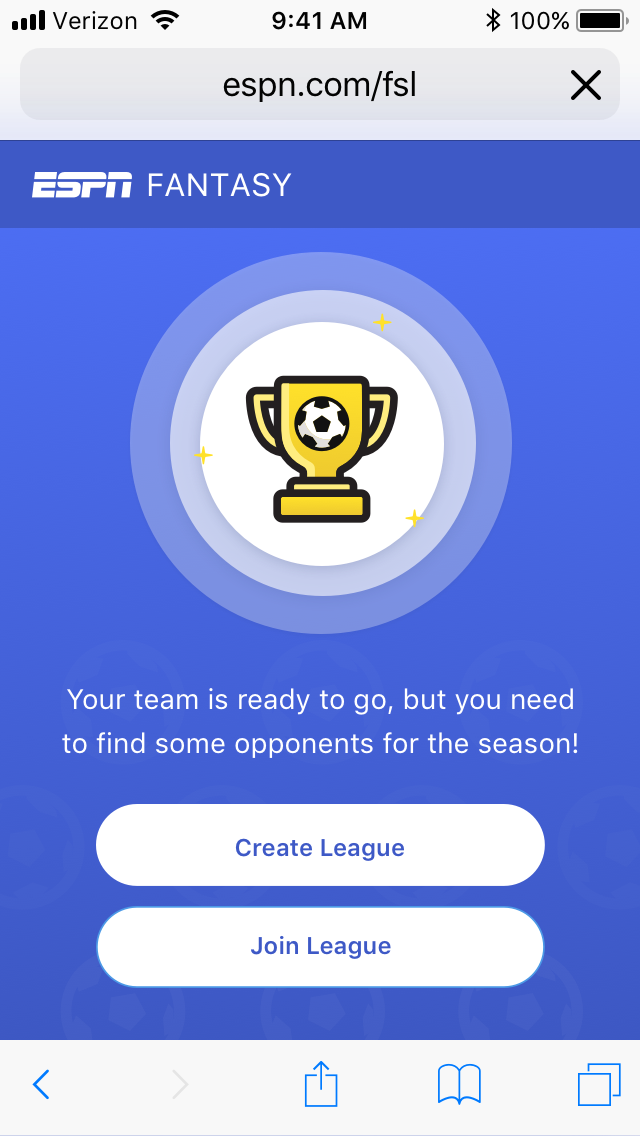 Verizon 9:41 AM 100%
espn.com/fsl
ESPN FANTASY
Your team is ready to go, but you need
to find some opponents for the season!
Create League
Join League